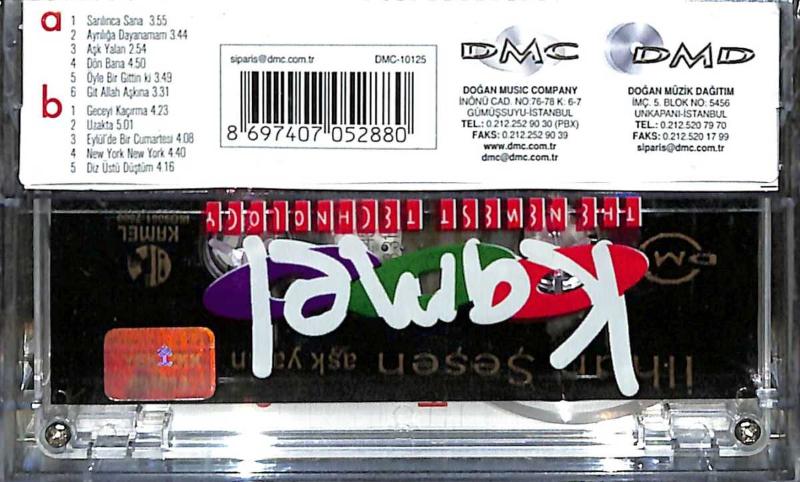 a
1 Sarılınca Sana 3.55
2 Ayrılığa Dayanamam 3.44
3 Aşk Yalan 2.54
4 Dön Bana 4.50
5 Öyle Bir Gittin ki 3.49
6 Git Allah Aşkına 3.31
b
1 Geceyi Kaçırma 4.23
2 Uzakta 5.01
3 Eylül'de Bir Cumartesi 4.08
4 New York New York 4.40
5 Diz Üstü Düştüm 4.16
siparis@dmc.com.tr DMC-10125
8 697407 052880
DMC
DOĞAN MUSIC COMPANY
İNÖNÜ CAD. NO:76-78 K: 6-7
GÜMÜŞSUYU-İSTANBUL
TEL.: 0.212.252 90 30 (PBX)
FAKS: 0.212.252 90 39
www.dmc.com.tr
dmc@dmc.com.tr
DMD
DOĞAN MÜZİK DAĞITIM
İMÇ. 5. BLOK NO: 5456
UNKAPANI-İSTANBUL
TEL.: 0.212.520 79 70
FAKS: 0.212.520 17 99
siparis@dmc.com.tr
THE NEWEST TECHNOLOGY
KAMEL
Kamel
DMC
ilhan Şeşen aşkyalan